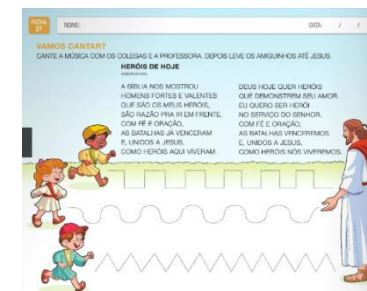 FICHA
27
NOME:
DATA: / /
VAMOS CANTAR?
CANTE A MÚSICA COM OS COLEGAS E A PROFESSORA. DEPOIS LEVE OS AMIGUINHOS ATÉ JESUS.
HERÓIS DE HOJE
A BÍBLIA NOS MOSTROU
HOMENS FORTES E VALENTES
QUE SÃO OS MEUS HERÓIS,
SÃO RAZÃO PRA IR EM FRENTE.
COM FÉ E ORAÇÃO,
AS BATALHAS JÁ VENCERAM
E, UNIDOS A JESUS,
COMO HERÓIS AQUI VIVERAM.
DEUS HOJE QUER HERÓIS
QUE DEMONSTREM SEU AMOR.
EU QUERO SER HERÓI
NO SERVIÇO DO SENHOR.
COM FÉ E ORAÇÃO,
AS BATALHAS VENCEREMOS
E, UNIDOS A JESUS,
COMO HERÓIS NÓS VIVEREMOS.